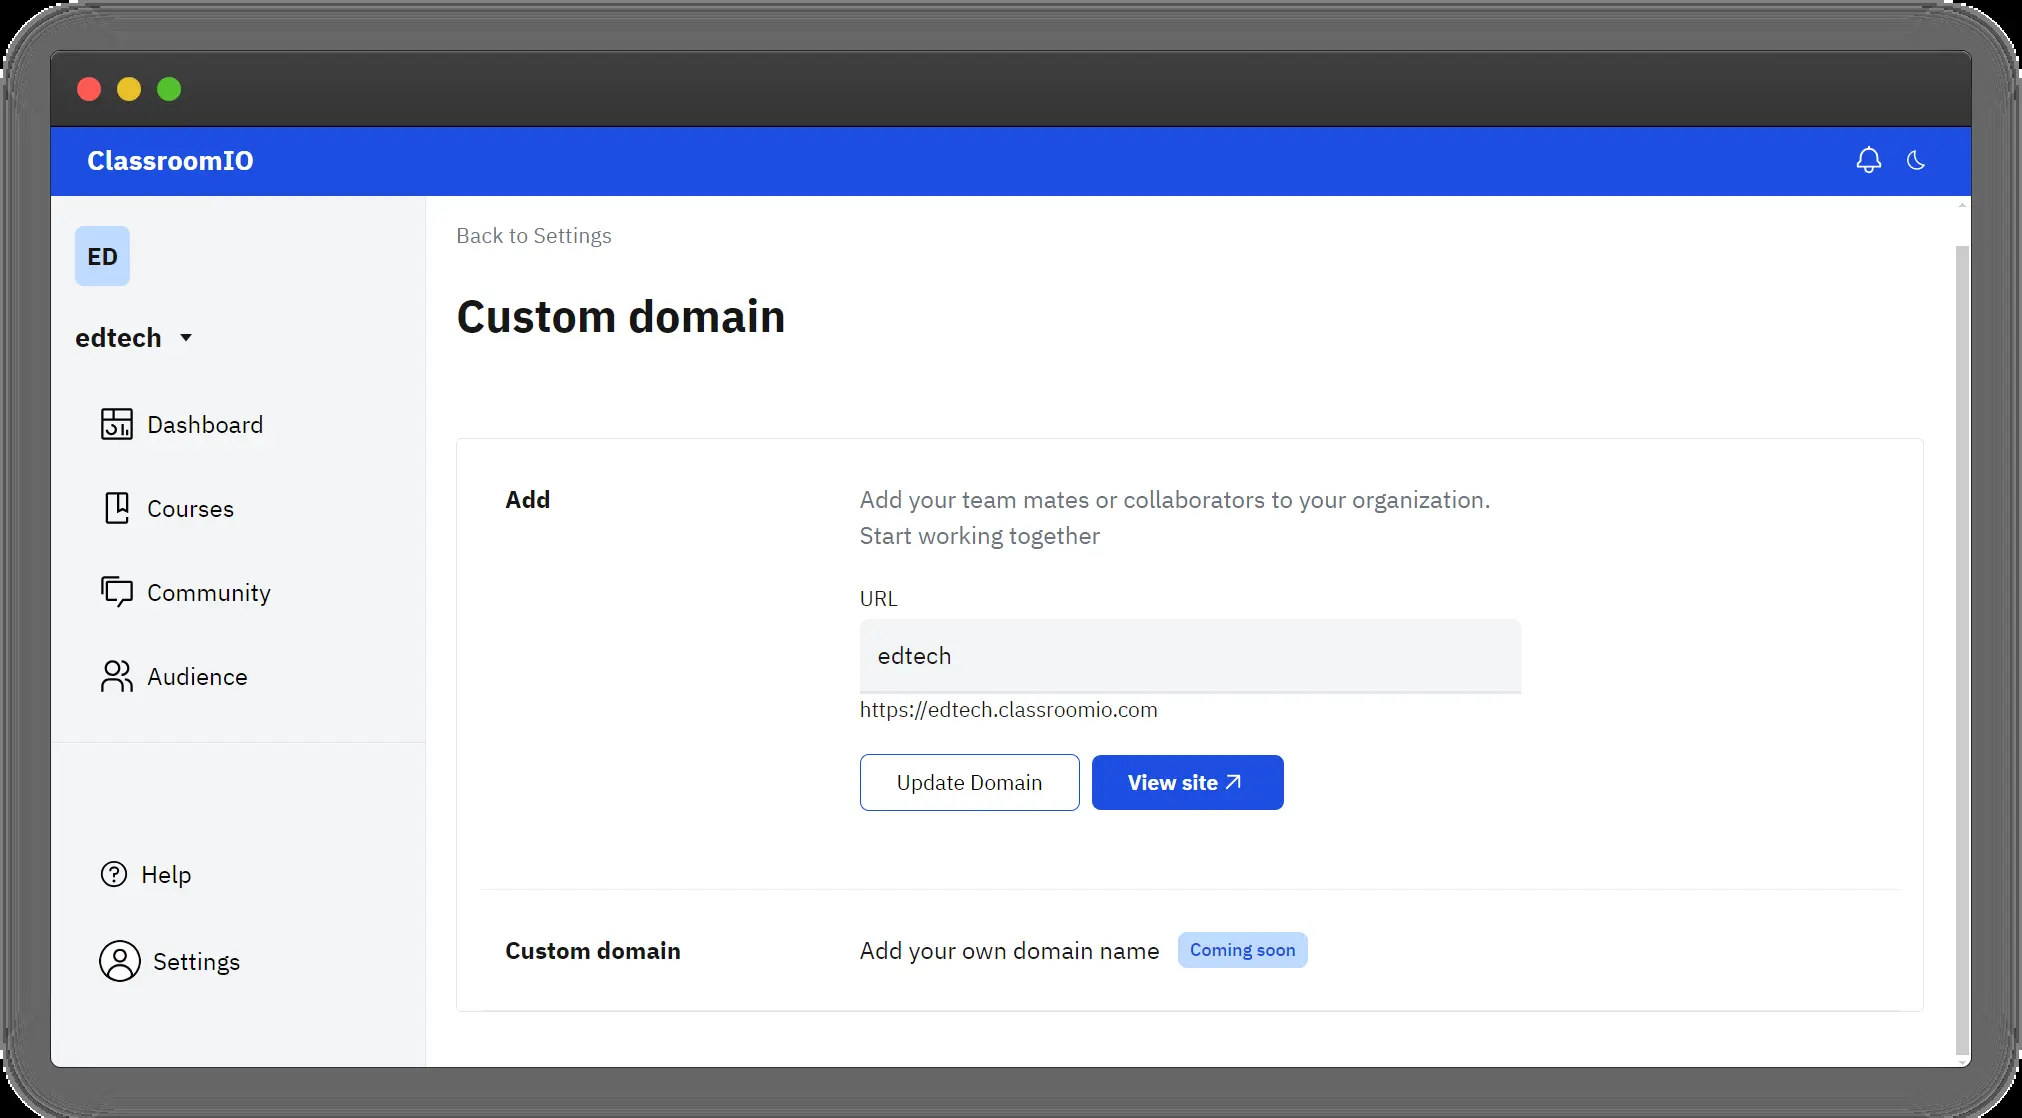 ClassroomIO
ED
edtech
Dashboard
Courses
Community
Audience
Help
Settings
Back to Settings
Custom domain
Add
Add your team mates or collaborators to your organization.
Start working together
URL
edtech
https://edtech.classroomio.com
Update Domain
View site
Custom domain
Add your own domain name
Coming soon